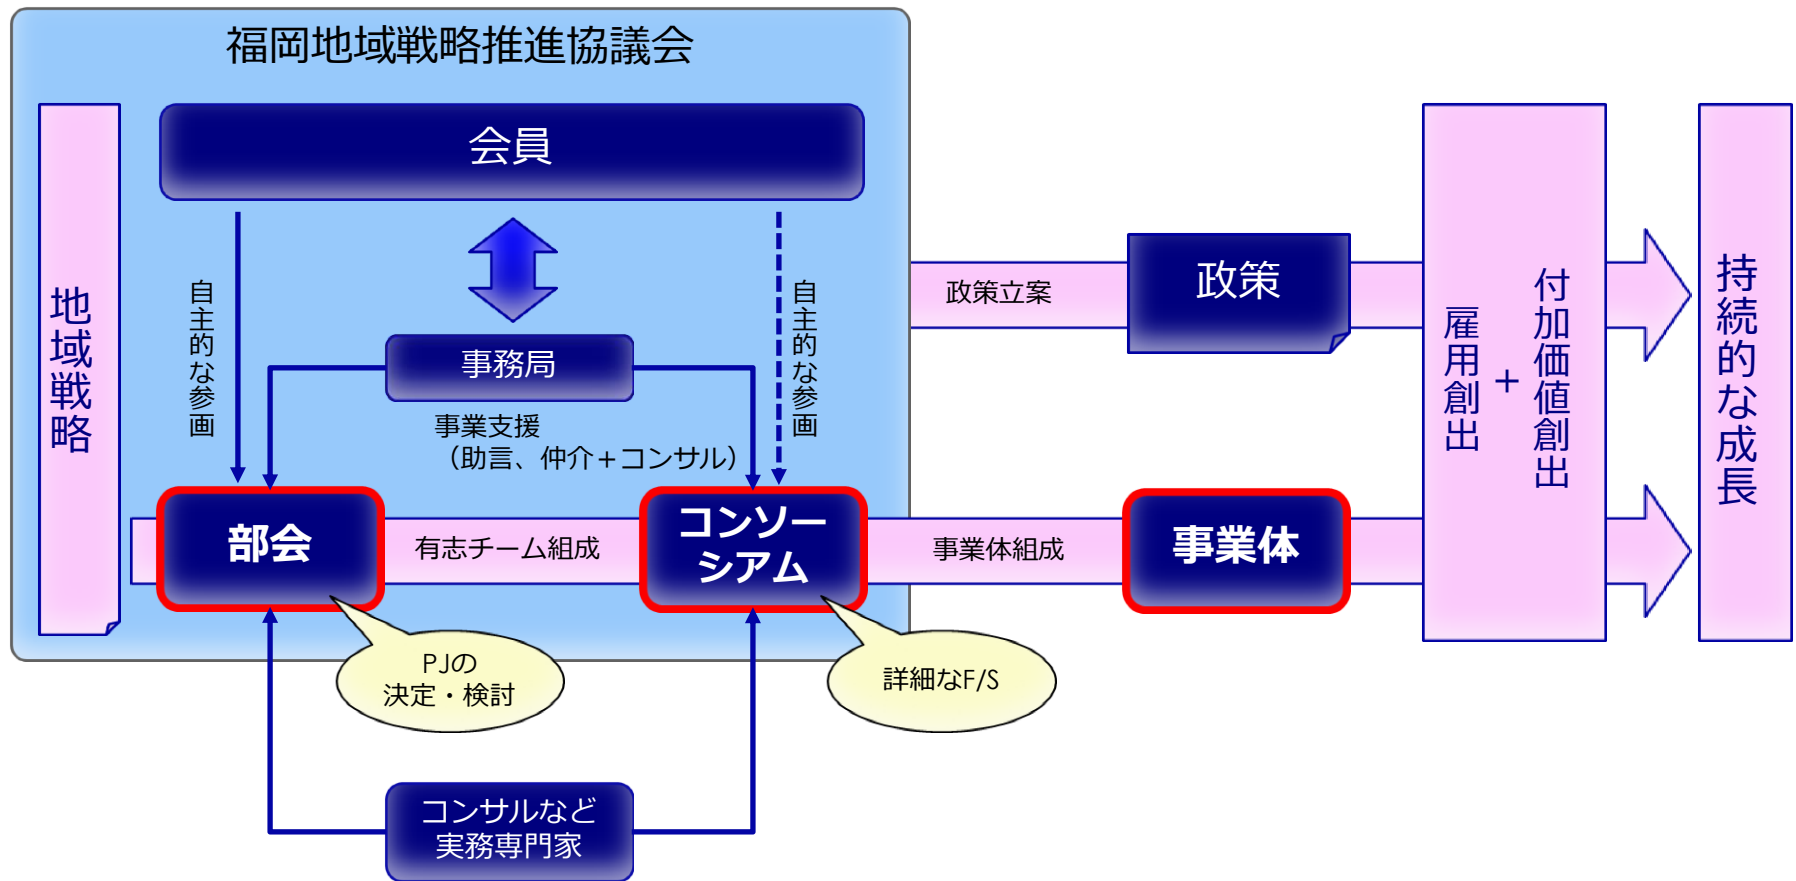 福岡地域戦略推進協議会
会員
地域戦略
自主的な参画
自主的な参画
事務局
事業支援
（助言、仲介＋コンサル）
部会
有志チーム組成
コンソー
シアム
PJの
決定・検討
詳細なF/S
コンサルなど
実務専門家
政策立案
政策
事業体組成
事業体
付加価値創出
＋
雇用創出
持続的な成長